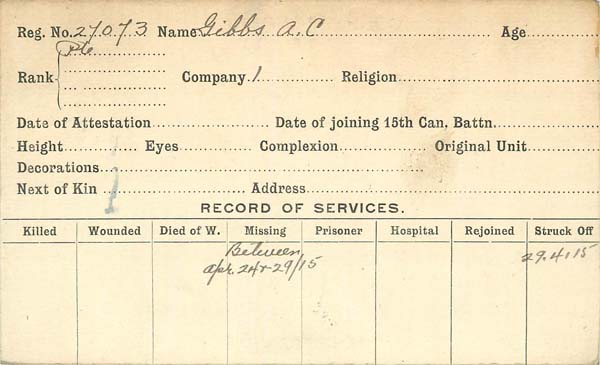 Reg. No. 27073 Name Gibbs A. C Age
Rank Pte Company 1 Religion
Date of Attestation Date of joining 15th Can. Battn.
Height Eyes Complexion Original Unit
Decorations
Next of Kin Address
RECORD OF SERVICES.
Killed Wounded Died of W. Missing Prisoner Hospital Rejoined Struck Off
Between 29.4.15
Apr. 24-29/15